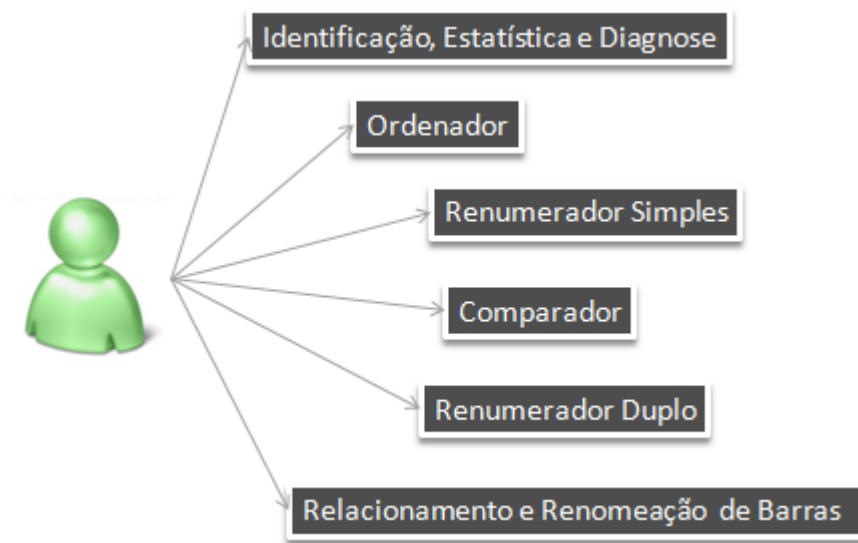 Identificação, Estatística e Diagnose
Ordenador
Renumerador Simples
Comparador
Renumerador Duplo
Relacionamento e Renomeação de Barras